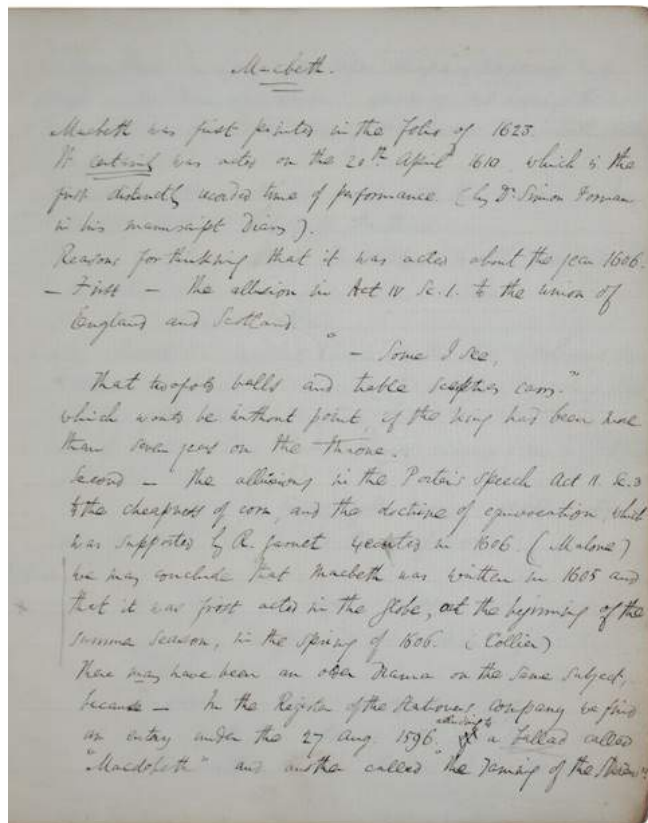 Macbeth.
Macbeth was first printed in the folio of 1623.
It certainly was acted on the 20th April 1610 which is the
first distinctly recorded time of performance. (by Dr Simon Forman
in his manuscript Diary).
Reasons for thinking that it was acted about the year 1606.
– First – the allusion in Act IV Sc. 1. to the union of
England and Scotland.
" – Some I see,
That twofold balls and treble sceptres carry."
which would be without point, if the king had been more
than seven years on the throne.
Second – the allusions in the Porter's speech Act II. Sc. 3
to the cheapness of corn, and the doctrine of equivocation, which
was supported by R. Garnet executed in 1606. (Malone)
We may conclude that Macbeth was written in 1605 and
that it was first acted in the Globe, at the beginning of the
summer season, in the spring of 1606. (Collier)
There may have been an older Drama on the same subject,
because – In the Register of the Stationers company we find
an entry under the 27 Aug 1596 alluding to a ballad called
"Macdobeth" and another called "the Taming of the Shrew"